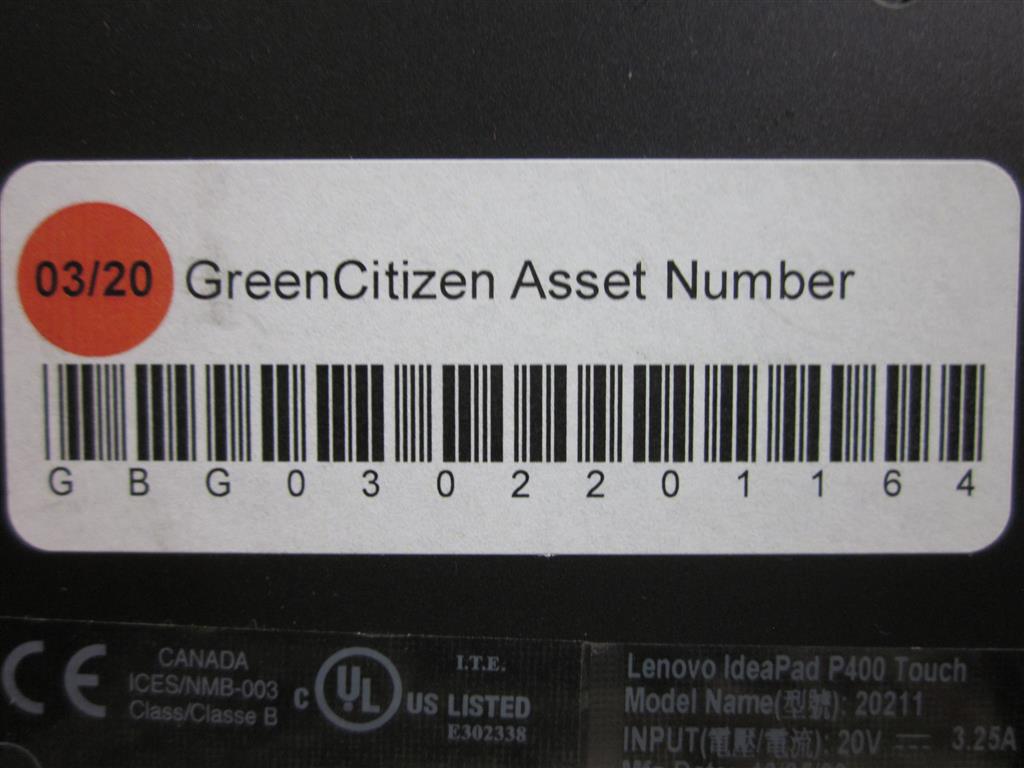 03/20 GreenCitizen Asset Number
GBG0302201164
CE
CANADA
ICES/NMB-003
Class/Classe B
c UL US LISTED
I.T.E.
E302338
Lenovo IdeaPad P400 Touch
Model Name(型號): 20211
INPUT(電壓/電流): 20V ⎓ 3.25A